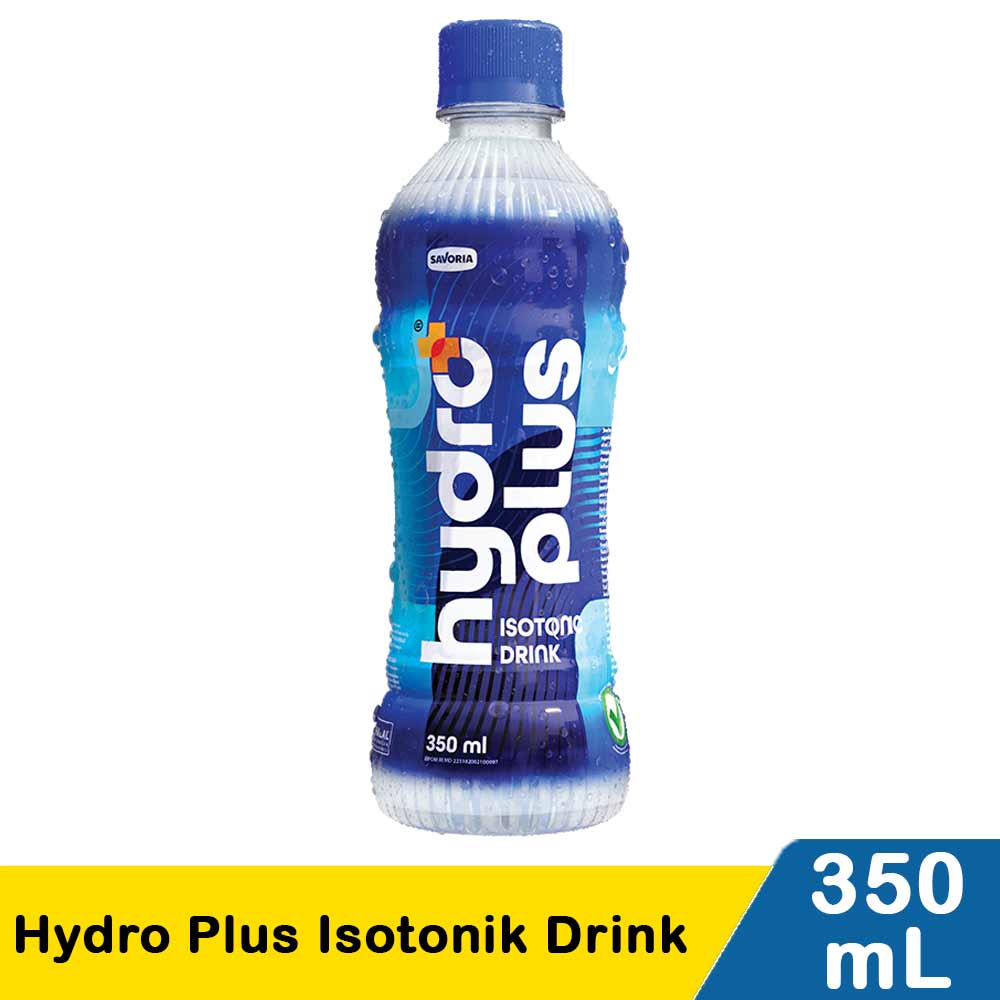 SAVORIA
hydro
plus
ISOTONIC
DRINK
350 ml
Hydro Plus Isotonik Drink
350
mL